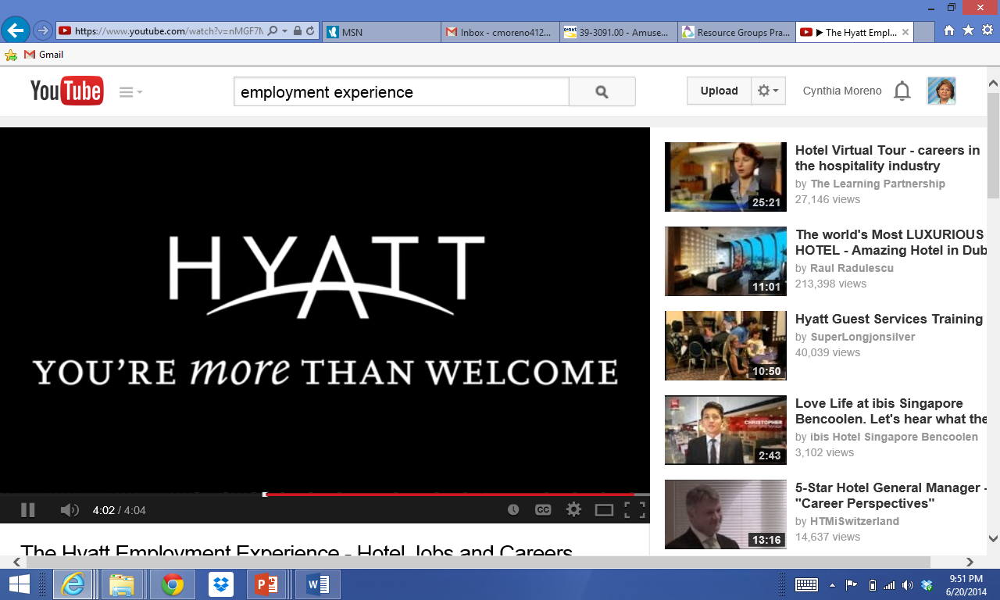 https://www.youtube.com/watch?v=nMGF7M
MSN
Inbox - cmoreno412...
o*net 39-3091.00 - Amuse...
Resource Groups Pra...
▶ The Hyatt Empl...
Gmail
YouTube
employment experience
Upload
Cynthia Moreno
HYATT
YOU'RE more THAN WELCOME
4:02 / 4:04
CC
The Hyatt Employment Experience - Hotel Jobs and Careers
25:21
Hotel Virtual Tour - careers in
the hospitality industry
by The Learning Partnership
27,146 views
11:01
The world's Most LUXURIOUS
HOTEL - Amazing Hotel in Dub
by Raul Radulescu
213,398 views
10:50
Hyatt Guest Services Training
by SuperLongjonsilver
40,039 views
CHRISTOPHER
2:43
Love Life at ibis Singapore
Bencoolen. Let's hear what the
by ibis Hotel Singapore Bencoolen
3,102 views
13:16
5-Star Hotel General Manager -
"Career Perspectives"
by HTMiSwitzerland
14,637 views
9:51 PM
6/20/2014